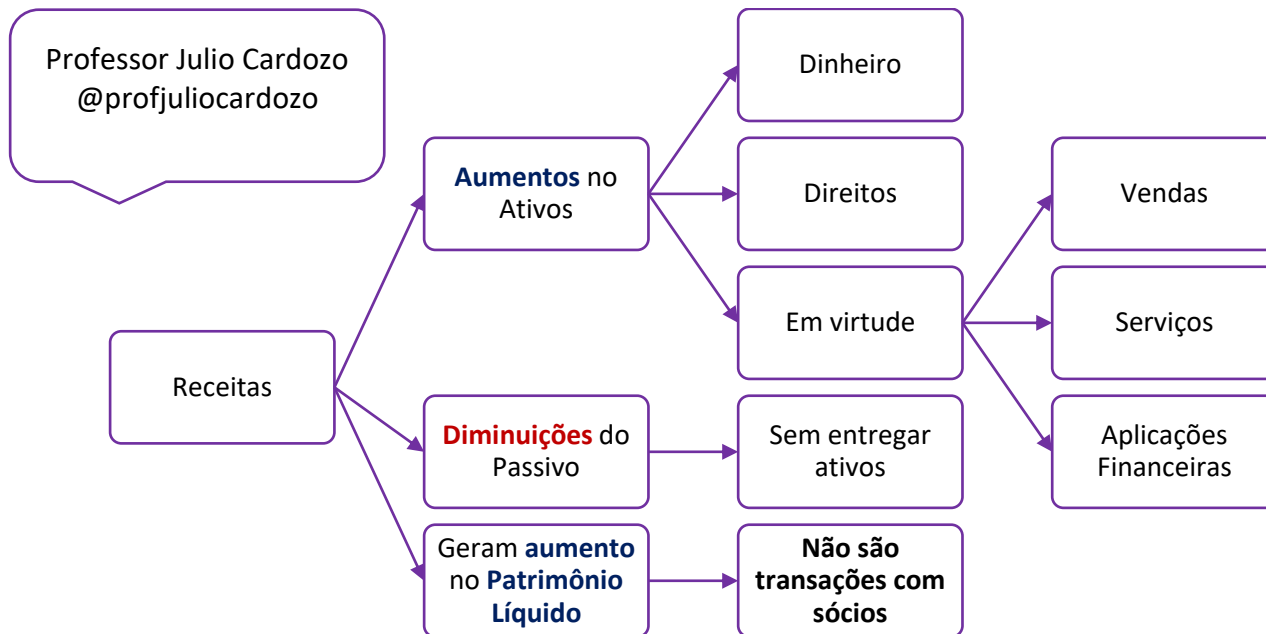 Professor Julio Cardozo
@profjuliocardozo
Dinheiro
Aumentos no
Ativos
Direitos
Vendas
Em virtude
Serviços
Receitas
Diminuições do
Passivo
Sem entregar
ativos
Aplicações
Financeiras
Geram aumento
no Patrimônio
Líquido
Não são
transações com
sócios